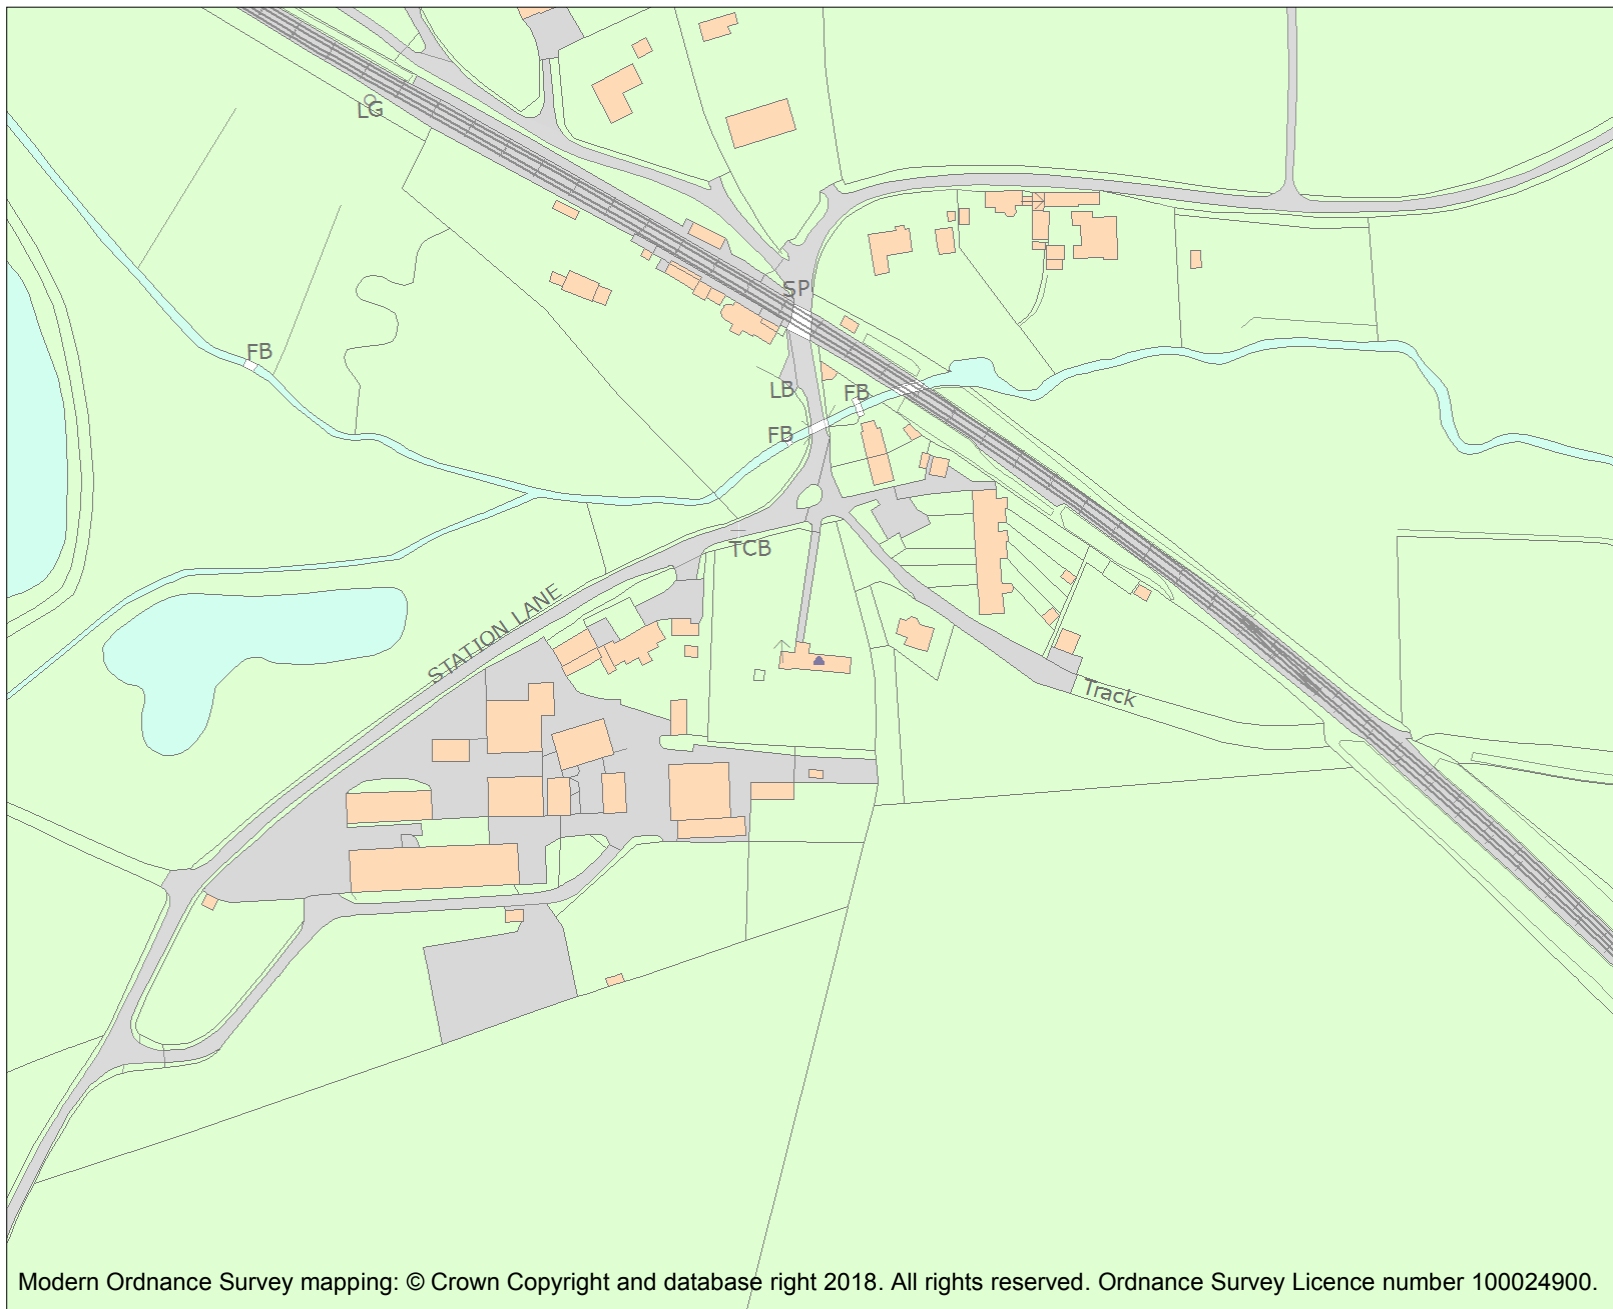 LG
SP
FB
LB
FB
FB
TCB
STATION LANE
Track
Modern Ordnance Survey mapping: © Crown Copyright and database right 2018. All rights reserved. Ordnance Survey Licence number 100024900.